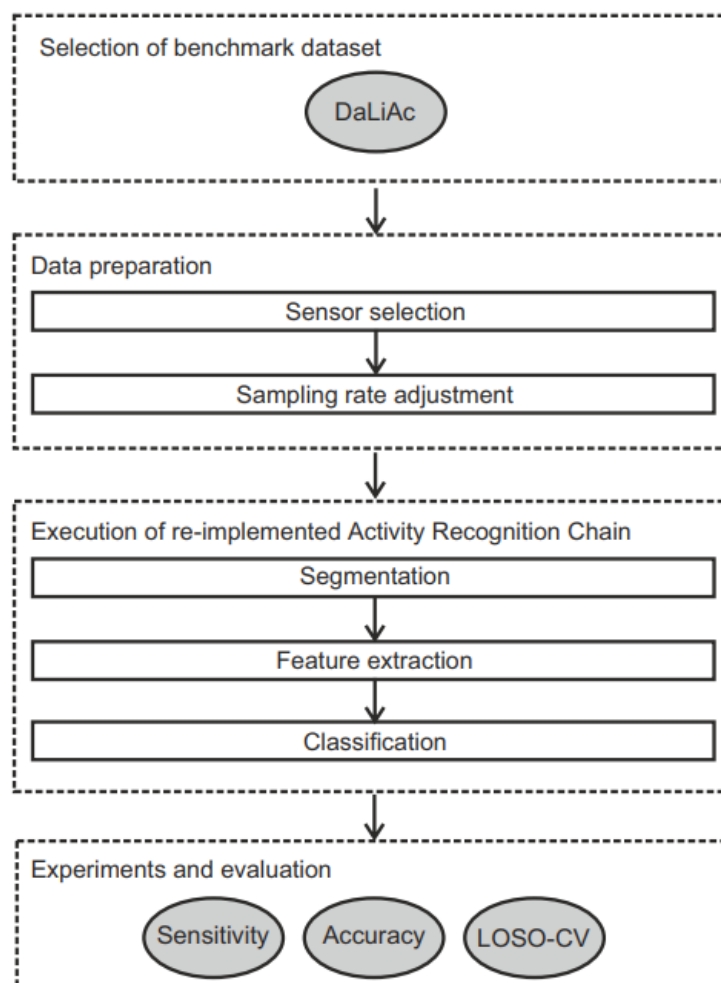 Selection of benchmark dataset
DaLiAc
Data preparation
Sensor selection
Sampling rate adjustment
Execution of re-implemented Activity Recognition Chain
Segmentation
Feature extraction
Classification
Experiments and evaluation
Sensitivity
Accuracy
LOSO-CV